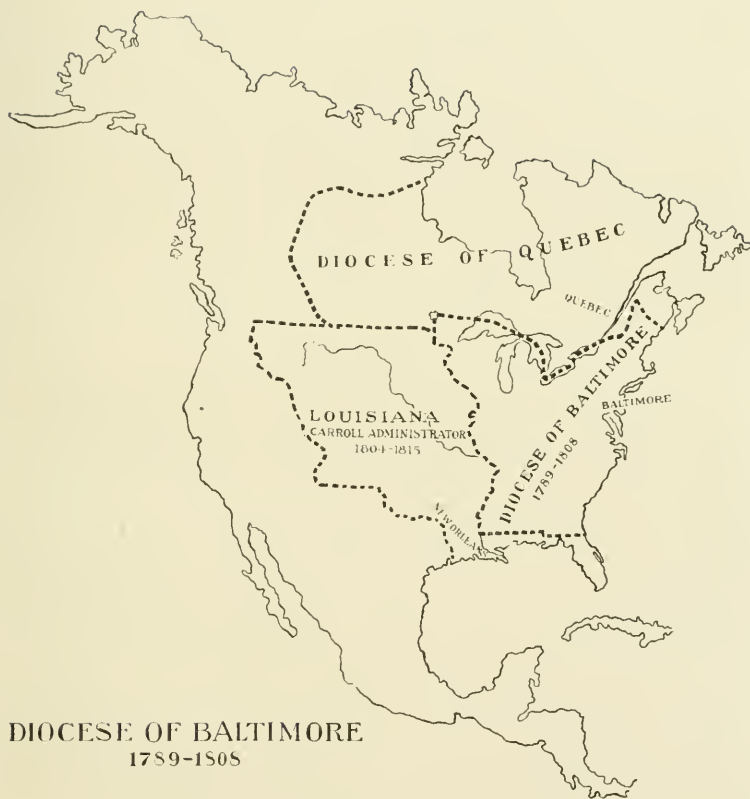 DIOCESE OF QUEBEC
QUEBEC
DIOCESE OF BALTIMORE
1789-1808
BALTIMORE
LOUISIANA
CARROLL ADMINISTRATOR
1804-1815
NEW ORLEANS
DIOCESE OF BALTIMORE
1789-1808